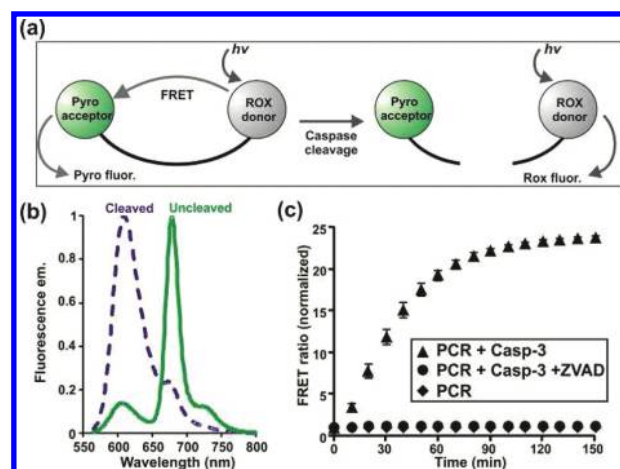 (a)
hv
hv
Pyro
acceptor
FRET
ROX
donor
Caspase
cleavage
Pyro
acceptor
ROX
donor
Pyro fluor.
Rox fluor.
(b)
Cleaved
Uncleaved
Fluorescence em.
1
0.8
0.6
0.4
0.2
0
550
600
650
700
750
800
Wavelength (nm)
(c)
FRET ratio (normalized)
25
20
15
10
5
0
PCR + Casp-3
PCR + Casp-3 +ZVAD
PCR
0
30
60
90
120
150
Time (min)